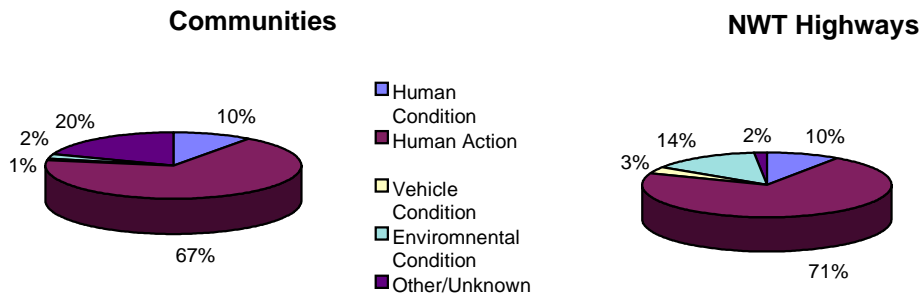 Communities
NWT Highways
20%
10%
2%
1%
67%
Human
Condition
Human Action
Vehicle
Condition
Enviromnental
Condition
Other/Unknown
14%
2%
10%
3%
71%